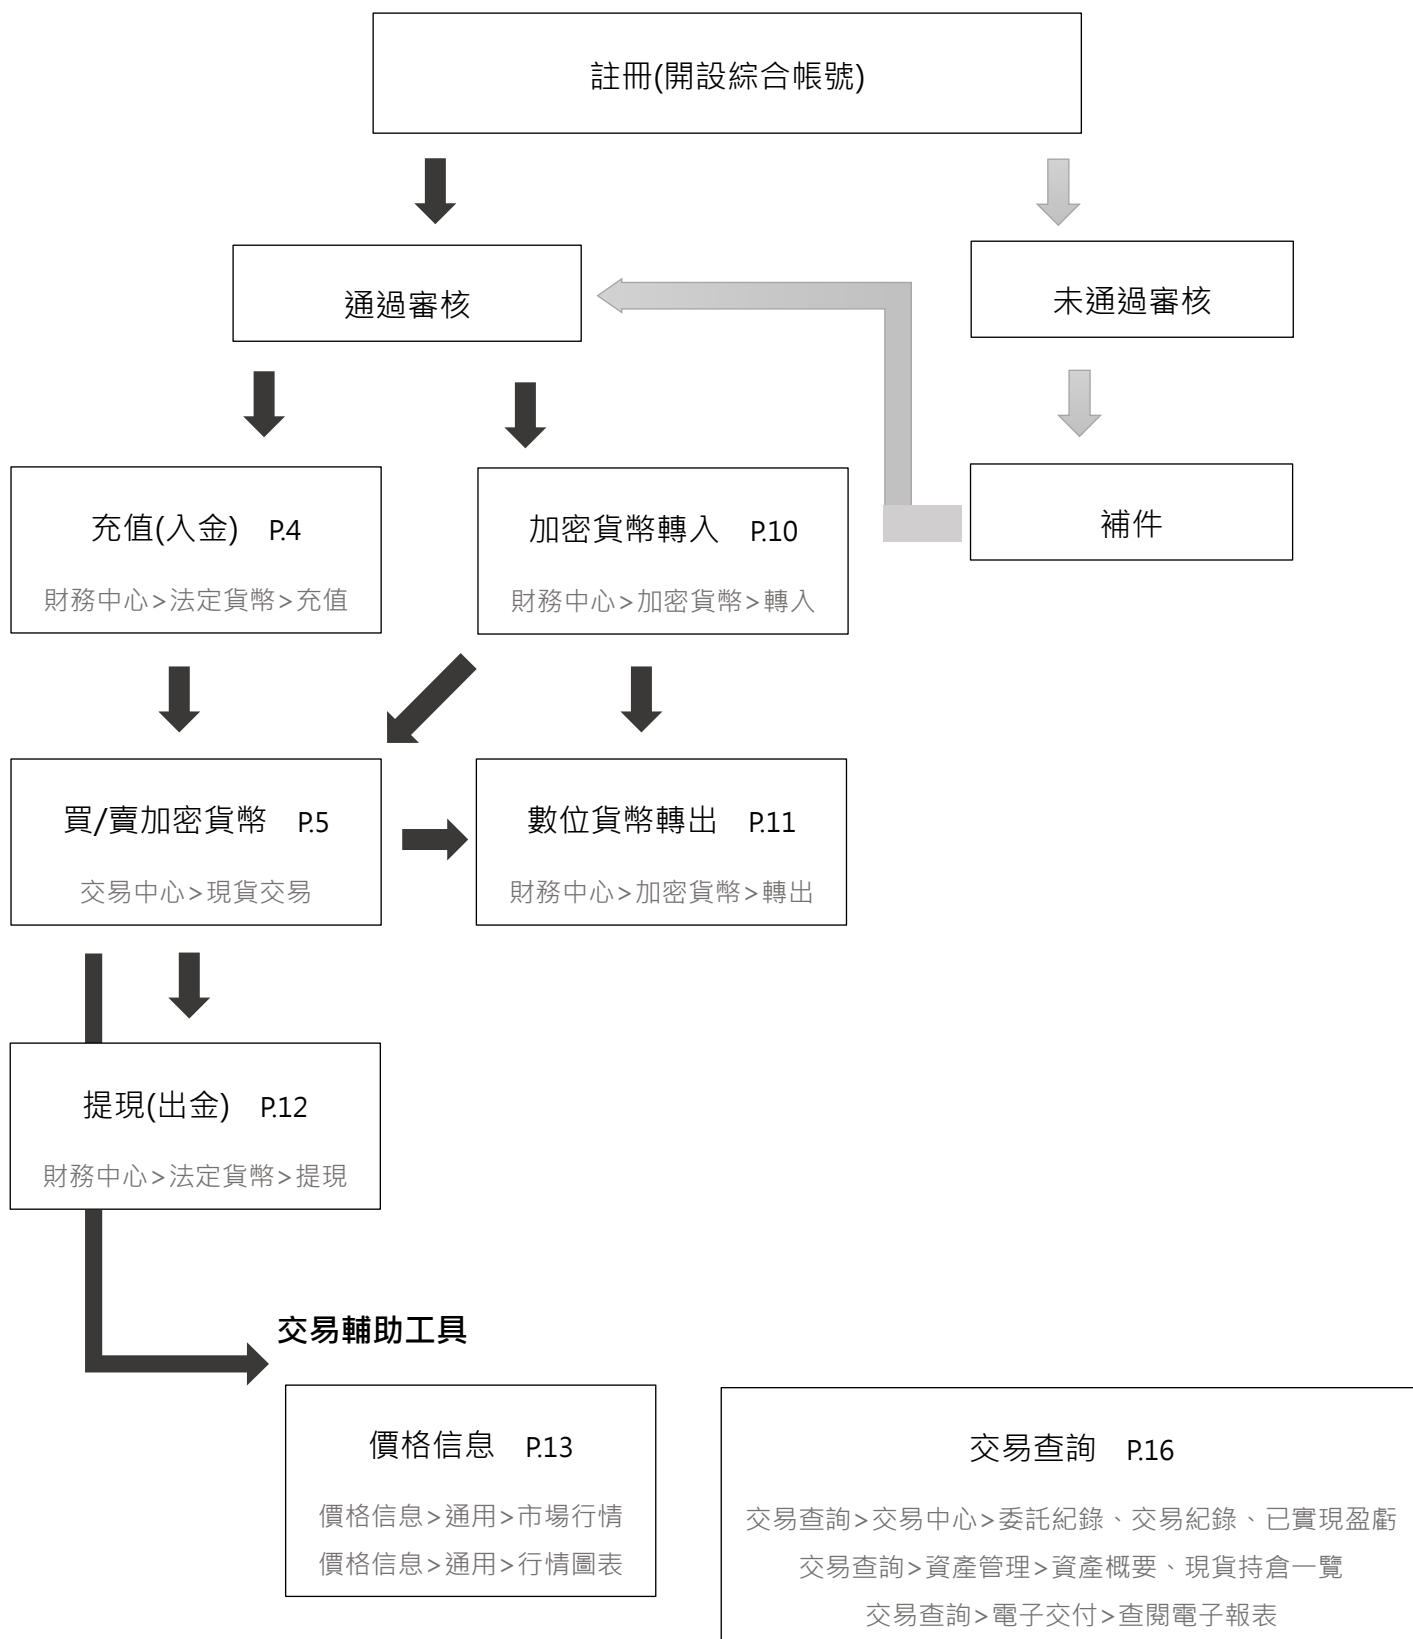 註冊(開設綜合帳號)
通過審核
未通過審核
充值(入金) P.4
財務中心>法定貨幣>充值
加密貨幣轉入 P.10
財務中心>加密貨幣>轉入
補件
買/賣加密貨幣 P.5
交易中心>現貨交易
數位貨幣轉出 P.11
財務中心>加密貨幣>轉出
提現(出金) P.12
財務中心>法定貨幣>提現
交易輔助工具
價格信息 P.13
價格信息>通用>市場行情
價格信息>通用>行情圖表
交易查詢 P.16
交易查詢>交易中心>委託紀錄、交易紀錄、已實現盈虧
交易查詢>資產管理>資產概要、現貨持倉一覽
交易查詢>電子交付>查閱電子報表